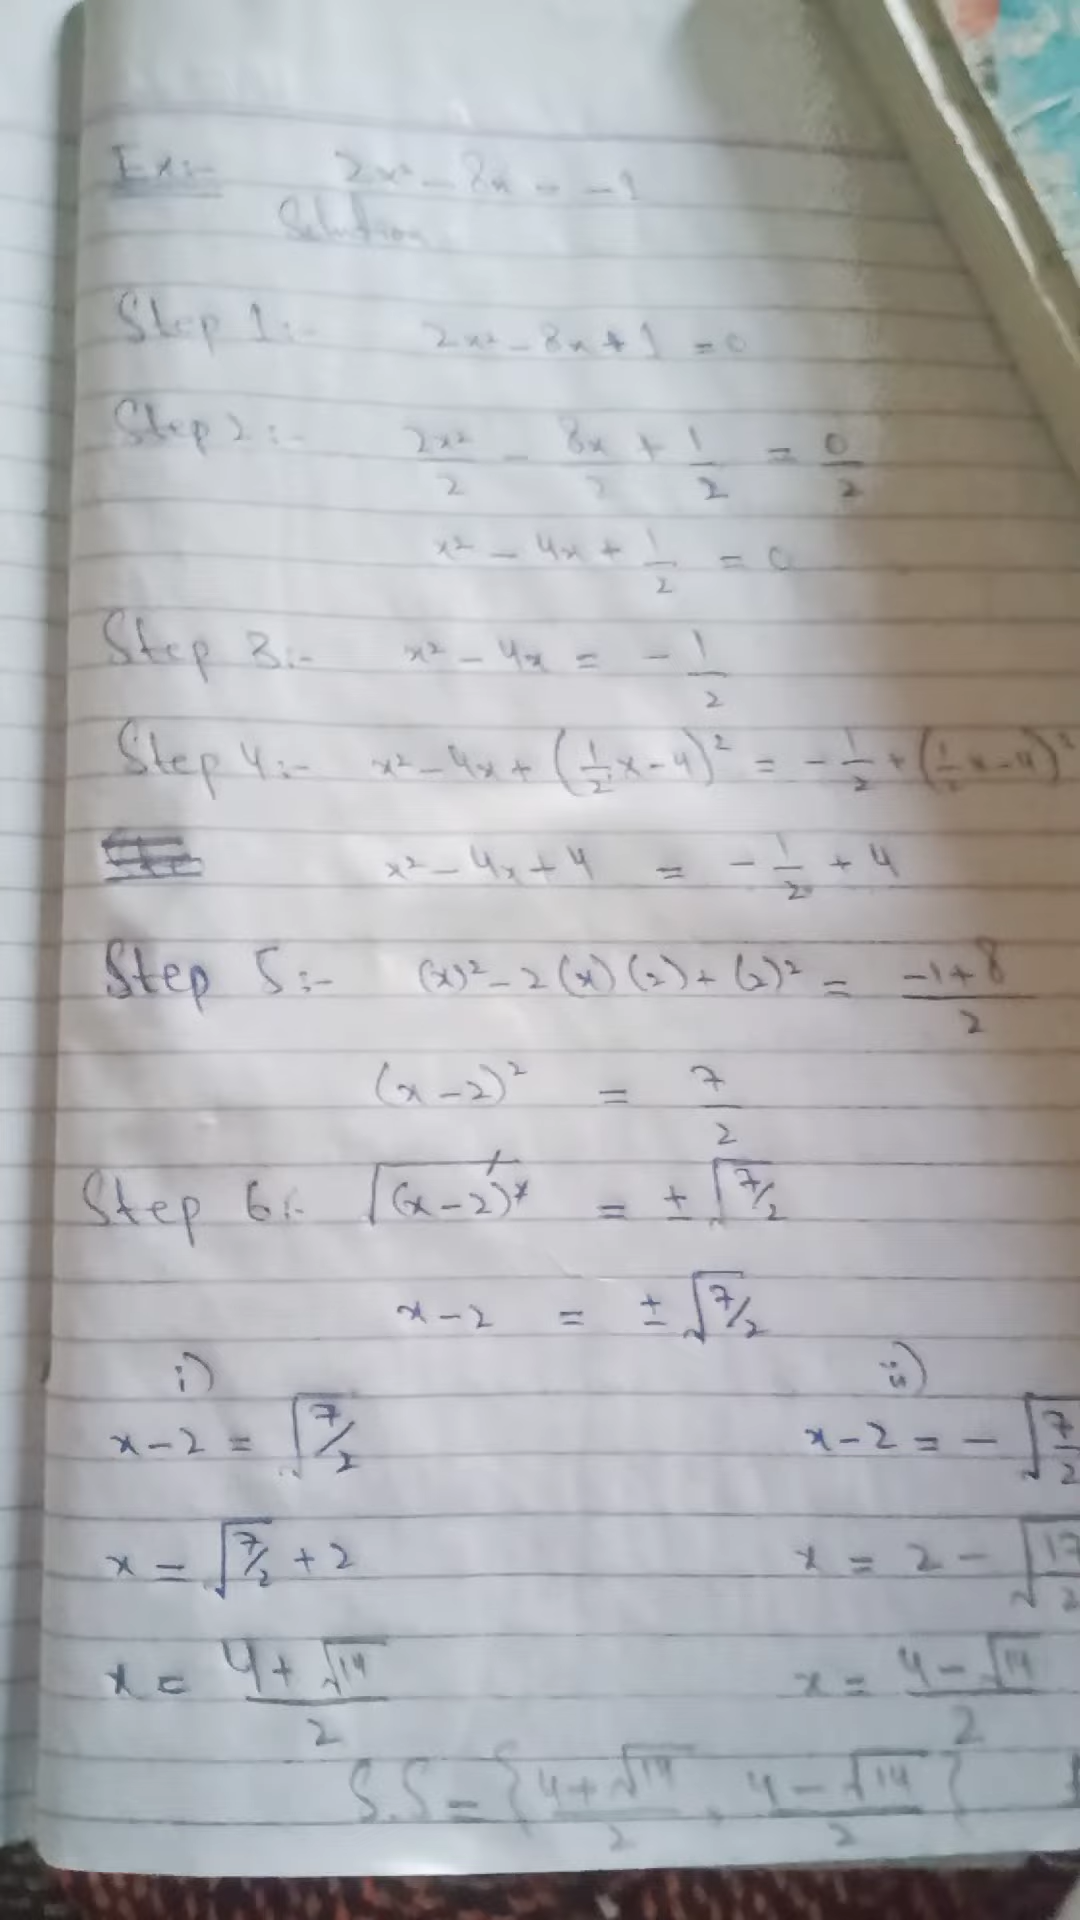 Ex:- 2x² - 8x = -1
Solution
Step 1:- 2x² - 8x + 1 = 0
Step 2:- 2x²/2 - 8x/2 + 1/2 = 0/2
x² - 4x + 1/2 = 0
Step 3:- x² - 4x = - 1/2
Step 4:- x² - 4x + (1/2 x - 4)² = - 1/2 + (1/2 x - 4)²
x² - 4x + 4 = - 1/2 + 4
Step 5:- (x)² - 2(x)(2) + (2)² = -1+8/2
(x - 2)² = 7/2
Step 6:- √(x-2)² = ± √7/2
x - 2 = ± √7/2
i) ii)
x - 2 = √7/2 x - 2 = - √7/2
x = √7/2 + 2 x = 2 - √17/2
x = 4 + √14/2 x = 4 - √14/2
S.S = { 4+√14/2 , 4-√14/2 }